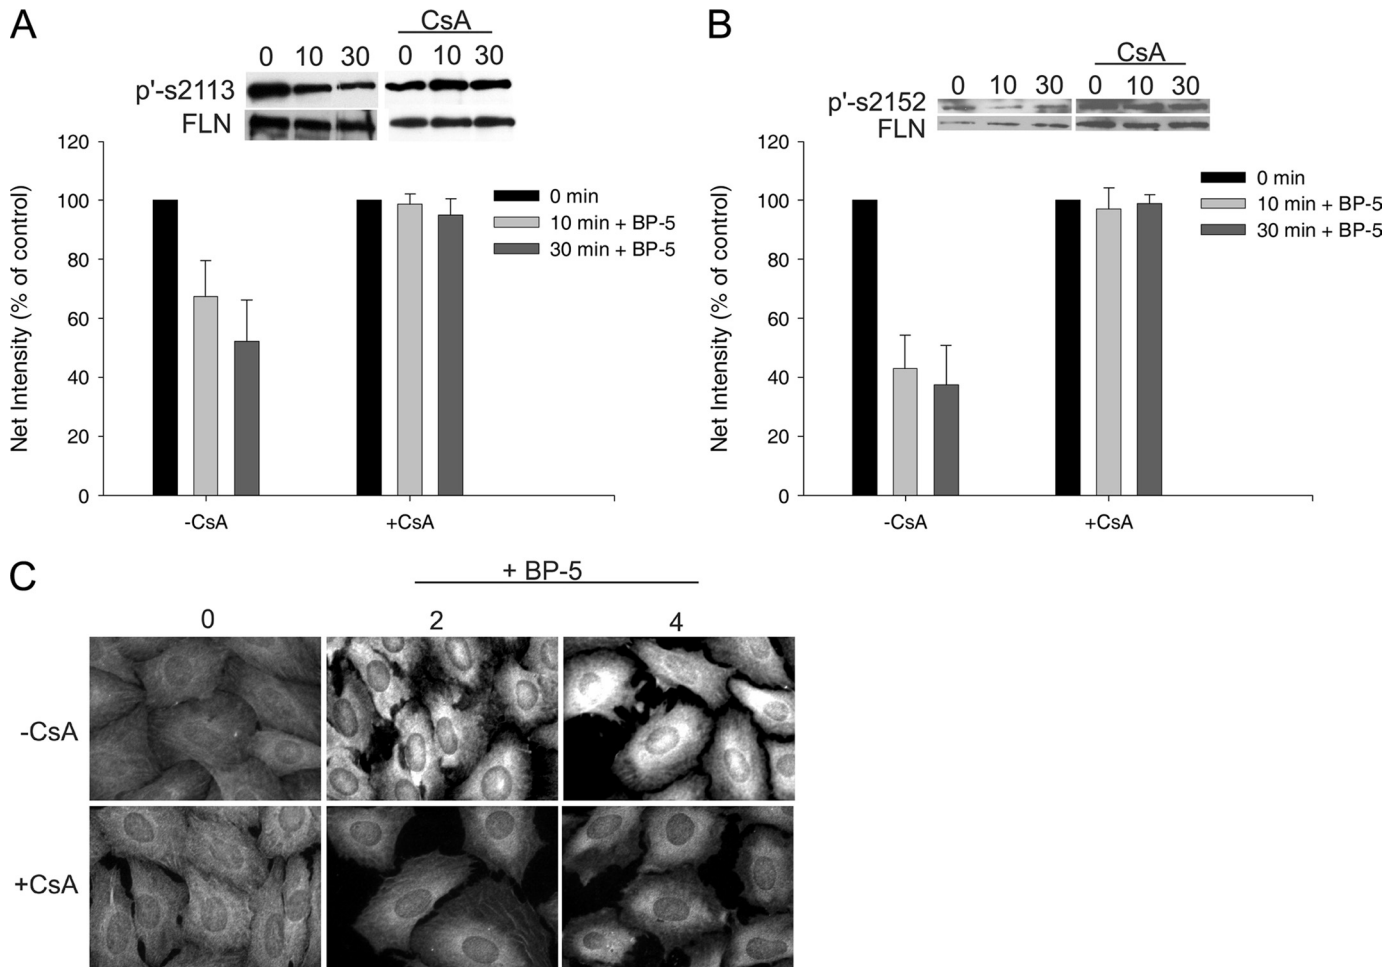 A
CsA
0 10 30 0 10 30
p'-s2113
FLN
120
100
80
60
40
20
0
Net Intensity (% of control)
0 min
10 min + BP-5
30 min + BP-5
-CsA +CsA
B
CsA
0 10 30 0 10 30
p'-s2152
FLN
120
100
80
60
40
20
0
Net Intensity (% of control)
0 min
10 min + BP-5
30 min + BP-5
-CsA +CsA
C
+ BP-5
0 2 4
-CsA
+CsA